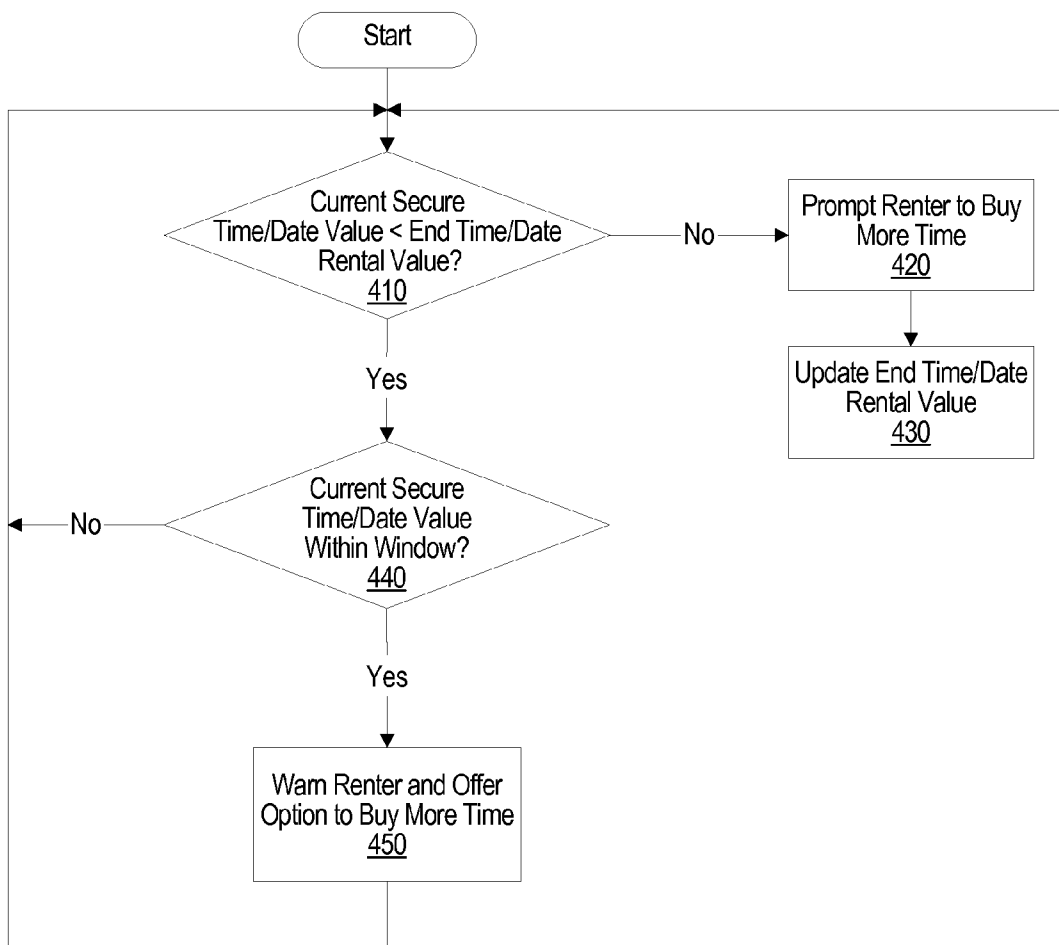 Start
Current Secure
Time/Date Value < End Time/Date
Rental Value?
410
No
Prompt Renter to Buy
More Time
420
Yes
Update End Time/Date
Rental Value
430
Current Secure
Time/Date Value
Within Window?
440
No
Yes
Warn Renter and Offer
Option to Buy More Time
450